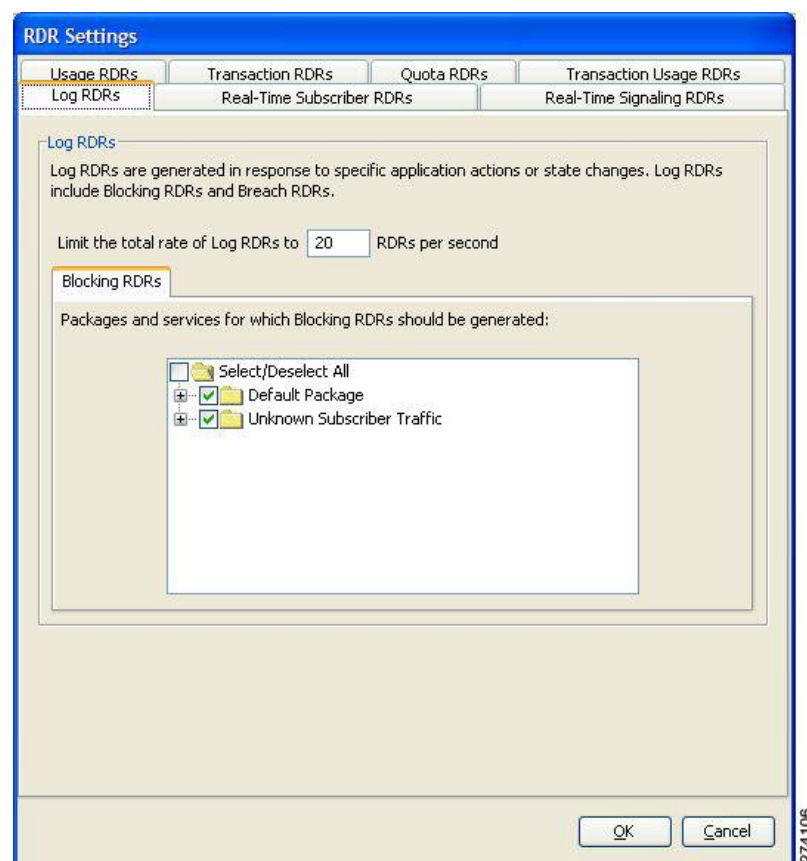 RDR Settings
Usage RDRs
Transaction RDRs
Quota RDRs
Transaction Usage RDRs
Log RDRs
Real-Time Subscriber RDRs
Real-Time Signaling RDRs
Log RDRs
Log RDRs are generated in response to specific application actions or state changes. Log RDRs
include Blocking RDRs and Breach RDRs.
Limit the total rate of Log RDRs to 20 RDRs per second
Blocking RDRs
Packages and services for which Blocking RDRs should be generated:
Select/Deselect All
Default Package
Unknown Subscriber Traffic
OK
Cancel
274106